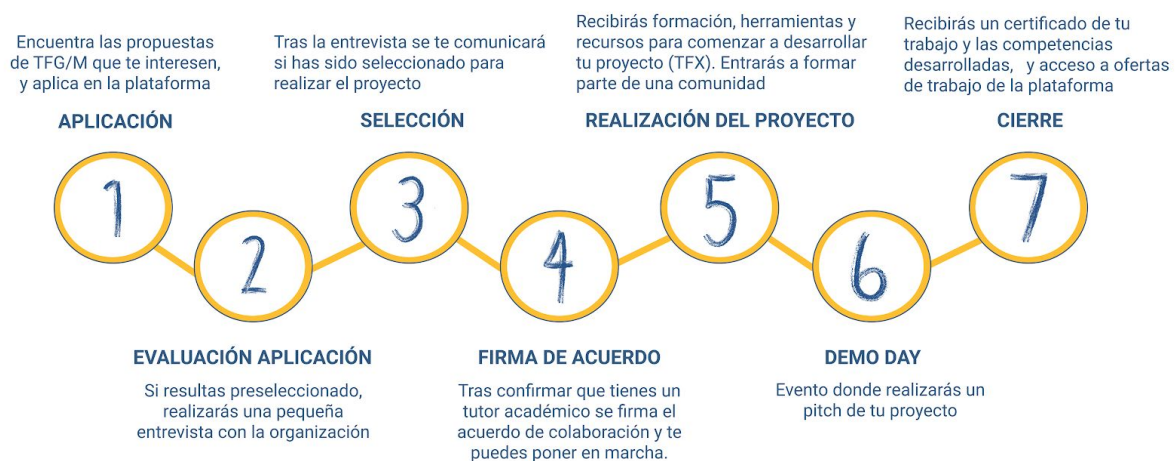 Encuentra las propuestas
de TFG/M que te interesen,
y aplica en la plataforma
APLICACIÓN
1
2
EVALUACIÓN APLICACIÓN
Si resultas preseleccionado,
realizarás una pequeña
entrevista con la organización
Tras la entrevista se te comunicará
si has sido seleccionado para
realizar el proyecto
SELECCIÓN
3
4
FIRMA DE ACUERDO
Tras confirmar que tienes un
tutor académico se firma el
acuerdo de colaboración y te
puedes poner en marcha.
Recibirás formación, herramientas y
recursos para comenzar a desarrollar
tu proyecto (TFX). Entrarás a formar
parte de una comunidad
REALIZACIÓN DEL PROYECTO
5
6
DEMO DAY
Evento donde realizarás un
pitch de tu proyecto
Recibirás un certificado de tu
trabajo y las competencias
desarrolladas, y acceso a ofertas
de trabajo de la plataforma
CIERRE
7